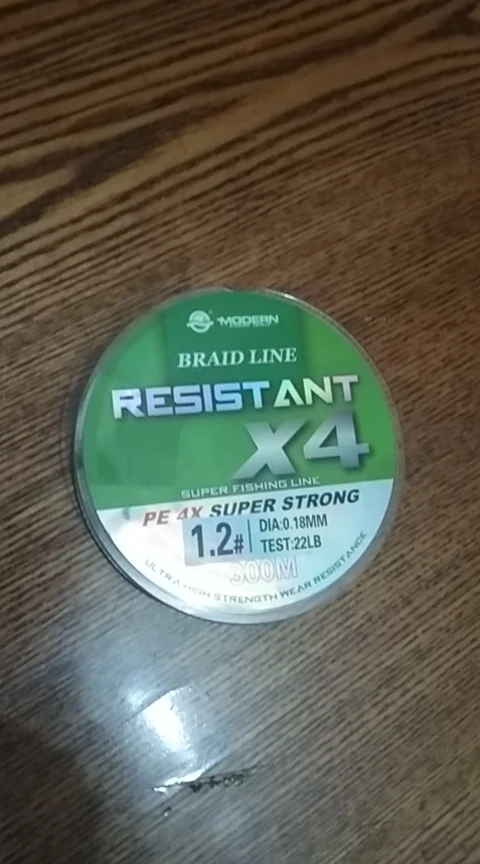 MODERN
BRAID LINE
RESISTANT
X4
SUPER FISHING LINE
PE 4X SUPER STRONG
1.2#
DIA:0.18MM
TEST:22LB
300M
ULTRA HIGH STRENGTH WEAR RESISTANCE